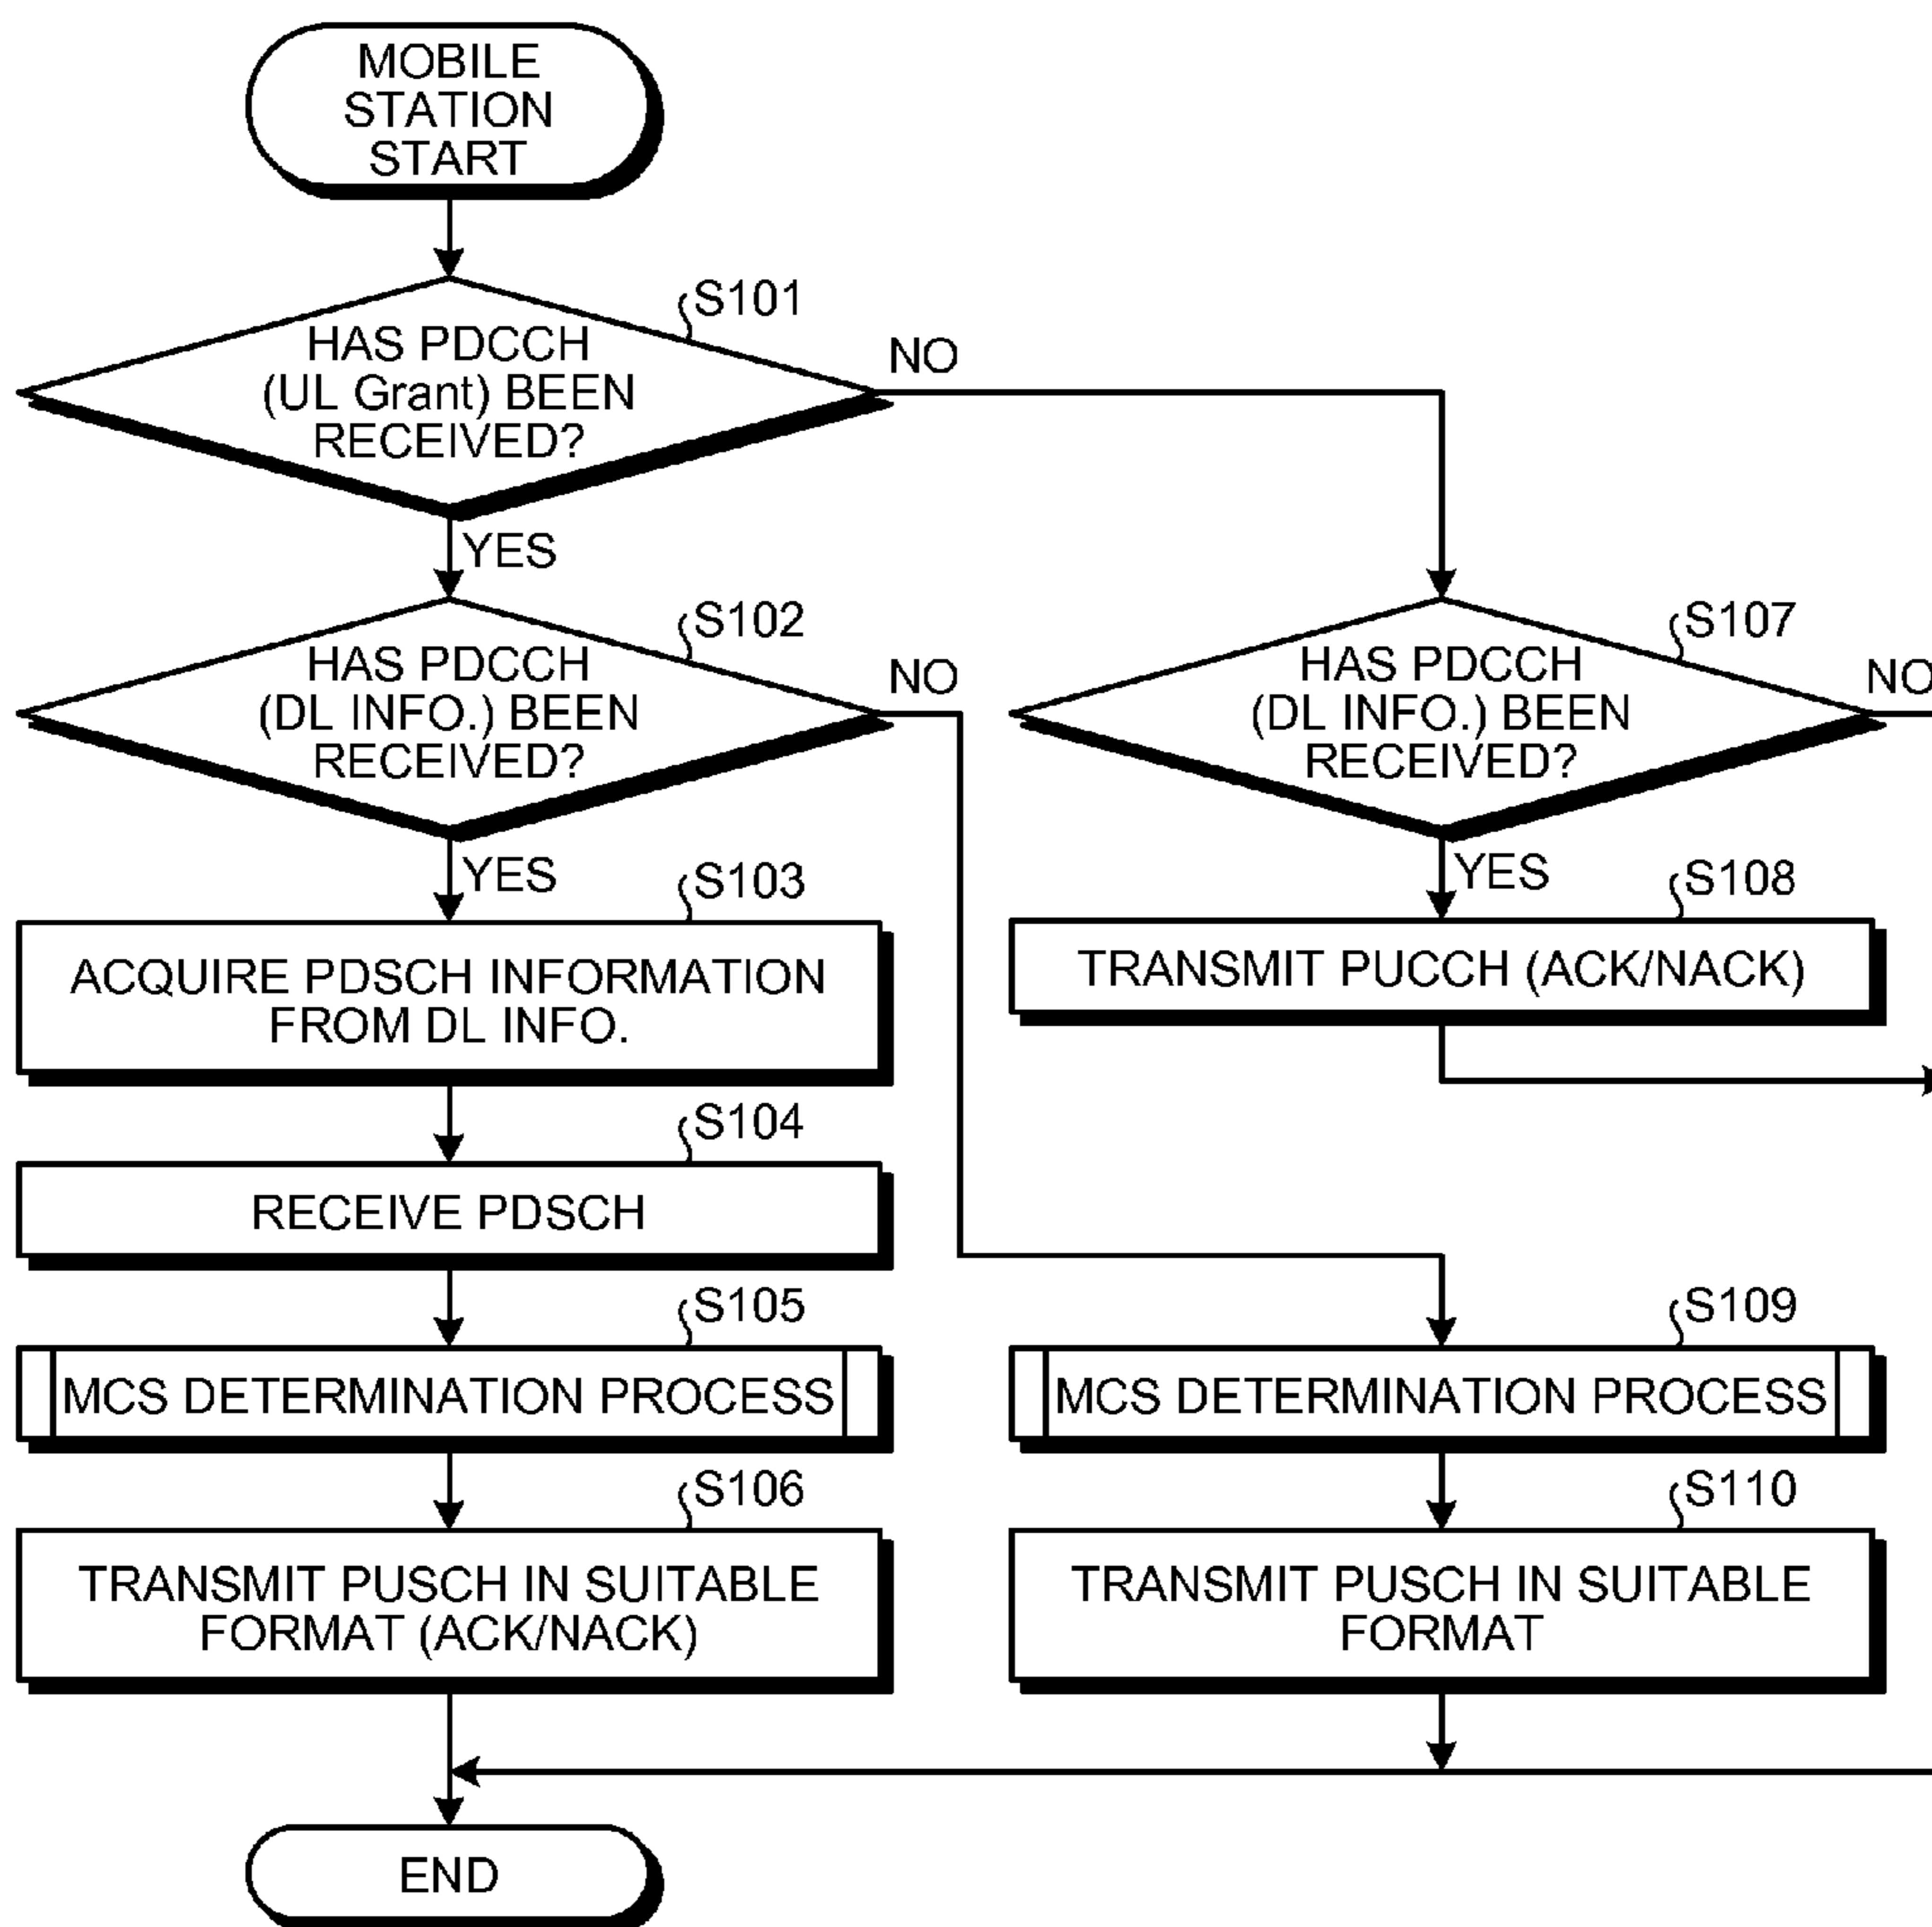 MOBILE
STATION
START
S101
HAS PDCCH
(UL Grant) BEEN
RECEIVED?
NO
YES
S102
HAS PDCCH
(DL INFO.) BEEN
RECEIVED?
NO
YES
S107
HAS PDCCH
(DL INFO.) BEEN
RECEIVED?
NO
YES
S103
ACQUIRE PDSCH INFORMATION
FROM DL INFO.
S108
TRANSMIT PUCCH (ACK/NACK)
S104
RECEIVE PDSCH
S105
MCS DETERMINATION PROCESS
S109
MCS DETERMINATION PROCESS
S106
TRANSMIT PUSCH IN SUITABLE
FORMAT (ACK/NACK)
S110
TRANSMIT PUSCH IN SUITABLE
FORMAT
END